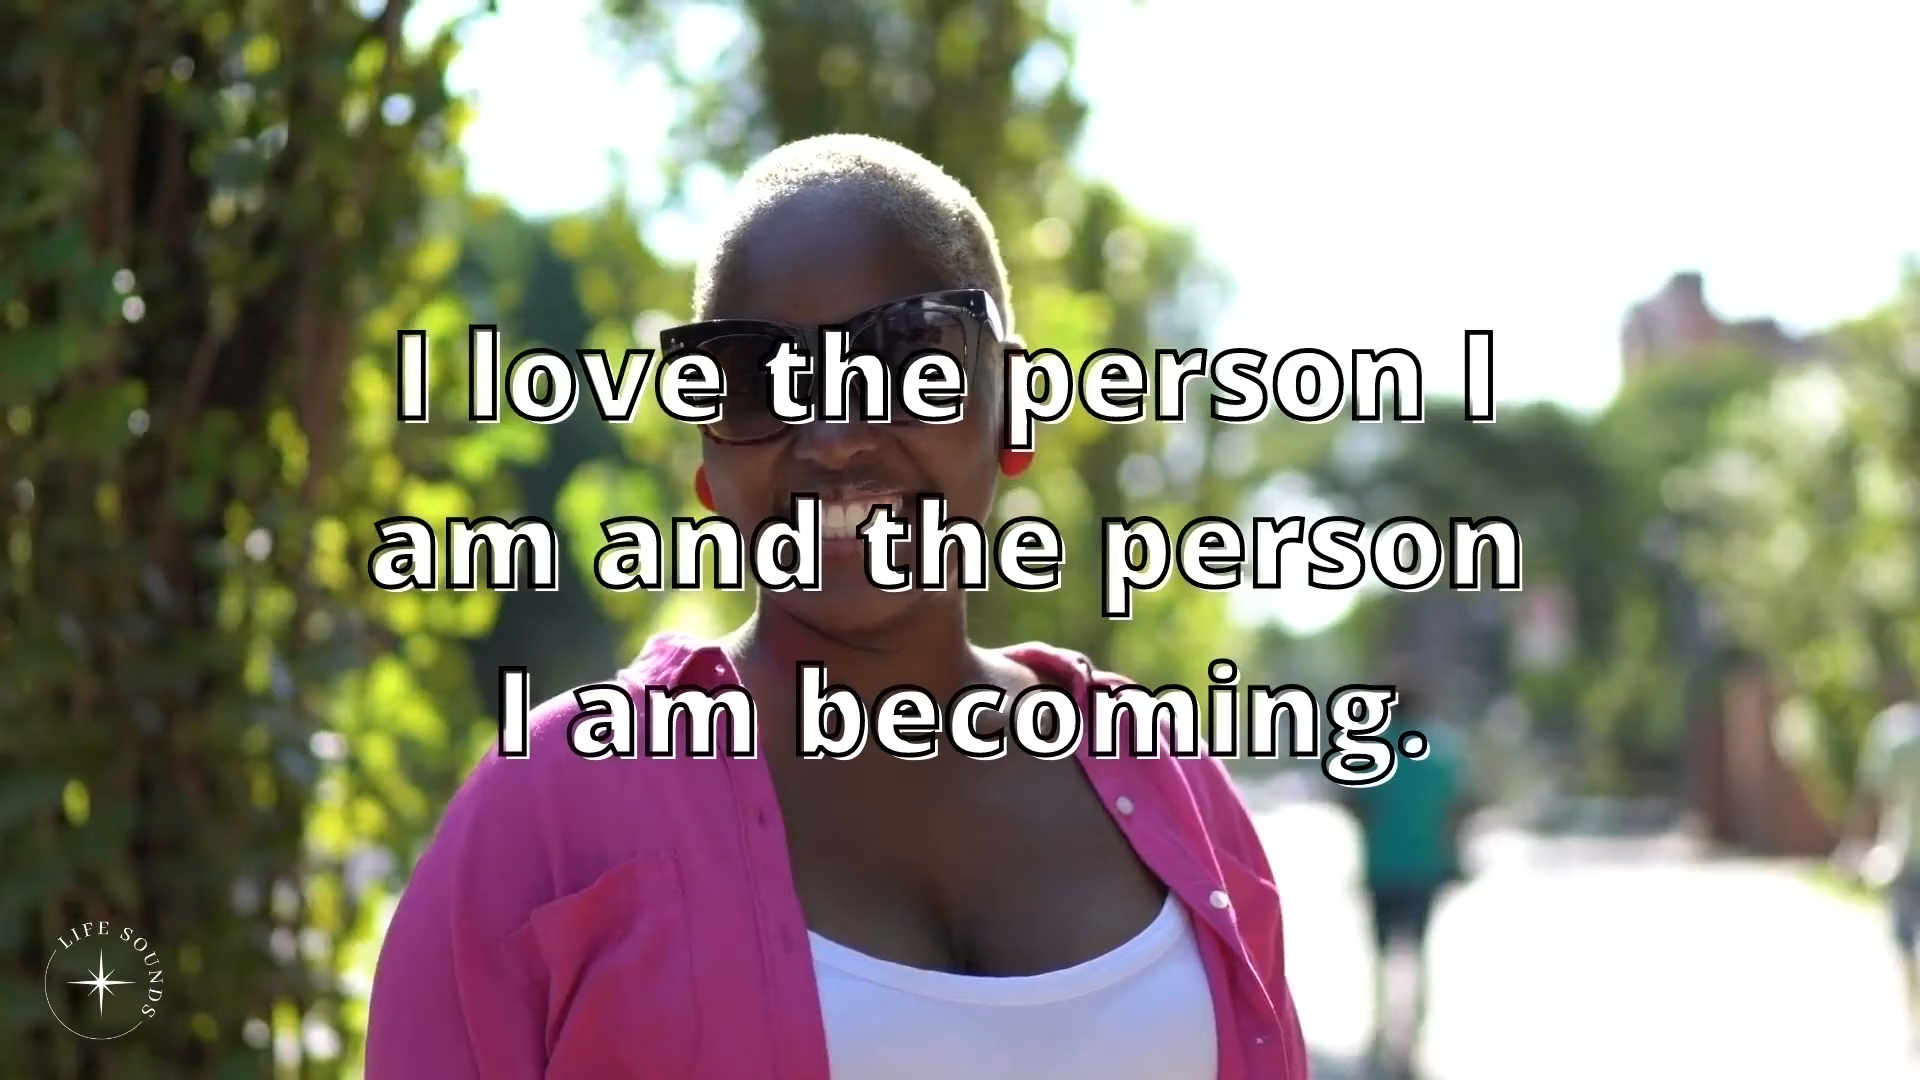 I love the person I
am and the person
I am becoming.
LIFE SOUNDS